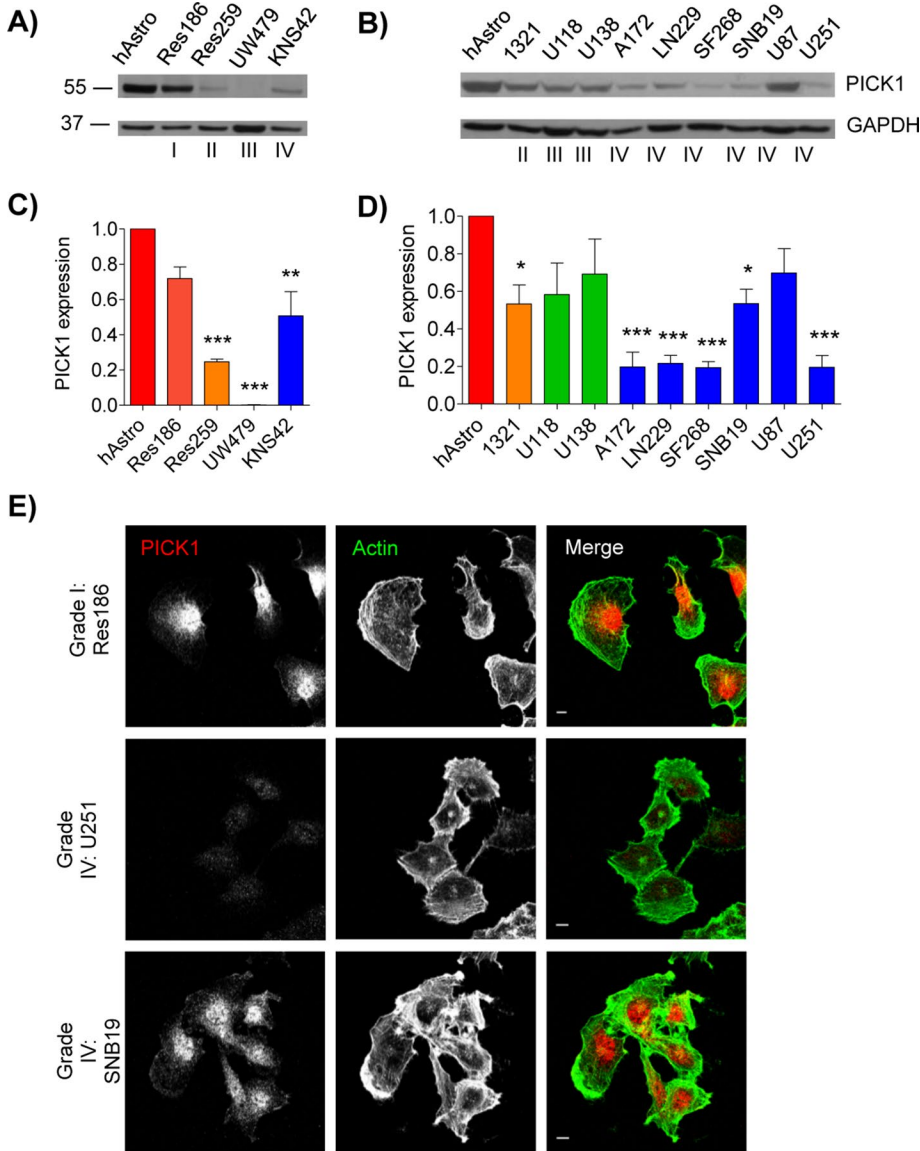 A)
hAstro Res186 Res259 UW479 KNS42
55
37
I II III IV
B)
hAstro 1321 U118 U138 A172 LN229 SF268 SNB19 U87 U251
PICK1
GAPDH
II III III IV IV IV IV IV IV
C)
PICK1 expression
1.0
0.8
0.6
0.4
0.2
0.0
*** *** **
hAstro Res186 Res259 UW479 KNS42
D)
PICK1 expression
1.0
0.8
0.6
0.4
0.2
0.0
* *** *** *** * ***
hAstro 1321 U118 U138 A172 LN229 SF268 SNB19 U87 U251
E)
PICK1 Actin Merge
Grade I:
Res186
Grade
IV: U251
Grade
IV:
SNB19